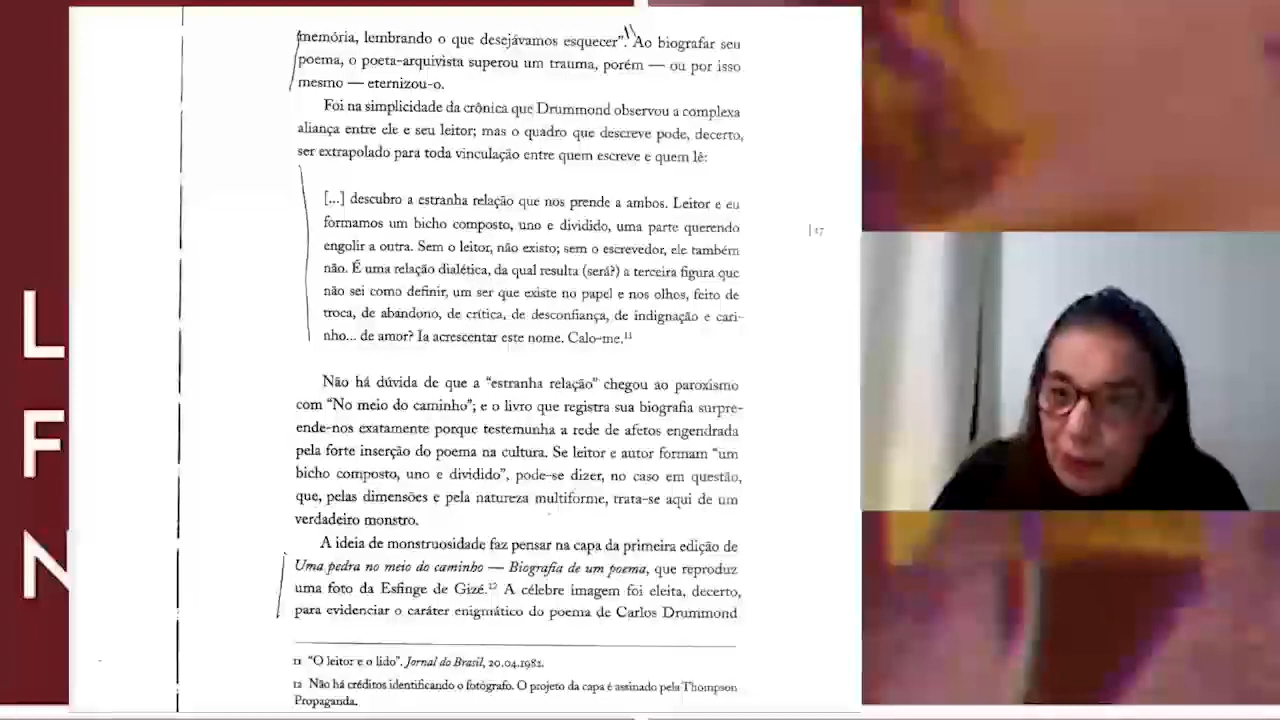 memória, lembrando o que desejávamos esquecer”. Ao biografar seu
poema, o poeta-arquivista superou um trauma, porém — ou por isso
mesmo — eternizou-o.
Foi na simplicidade da crônica que Drummond observou a complexa
aliança entre ele e seu leitor; mas o quadro que descreve pode, decerto,
ser extrapolado para toda vinculação entre quem escreve e quem lê:
[...] descubro a estranha relação que nos prende a ambos. Leitor e eu
formamos um bicho composto, uno e dividido, uma parte querendo
engolir a outra. Sem o leitor, não existo; sem o escrevedor, ele também
não. É uma relação dialética, da qual resulta (será?) a terceira figura que
não sei como definir, um ser que existe no papel e nos olhos, feito de
troca, de abandono, de crítica, de desconfiança, de indignação e cari-
nho... de amor? Ia acrescentar este nome. Calo-me.11
| 17
Não há dúvida de que a “estranha relação” chegou ao paroxismo
com “No meio do caminho”; e o livro que registra sua biografia surpre-
ende-nos exatamente porque testemunha a rede de afetos engendrada
pela forte inserção do poema na cultura. Se leitor e autor formam “um
bicho composto, uno e dividido”, pode-se dizer, no caso em questão,
que, pelas dimensões e pela natureza multiforme, trata-se aqui de um
verdadeiro monstro.
A ideia de monstruosidade faz pensar na capa da primeira edição de
Uma pedra no meio do caminho — Biografia de um poema, que reproduz
uma foto da Esfinge de Gizé.12 A célebre imagem foi eleita, decerto,
para evidenciar o caráter enigmático do poema de Carlos Drummond
11 “O leitor e o lido”. Jornal do Brasil, 20.04.1982.
12 Não há créditos identificando o fotógrafo. O projeto da capa é assinado pela Thompson
Propaganda.
L
F
N